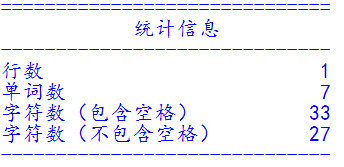 ==============================
统计信息
------------------------------
行数 1
单词数 7
字符数（包含空格） 33
字符数（不包含空格） 27
------------------------------